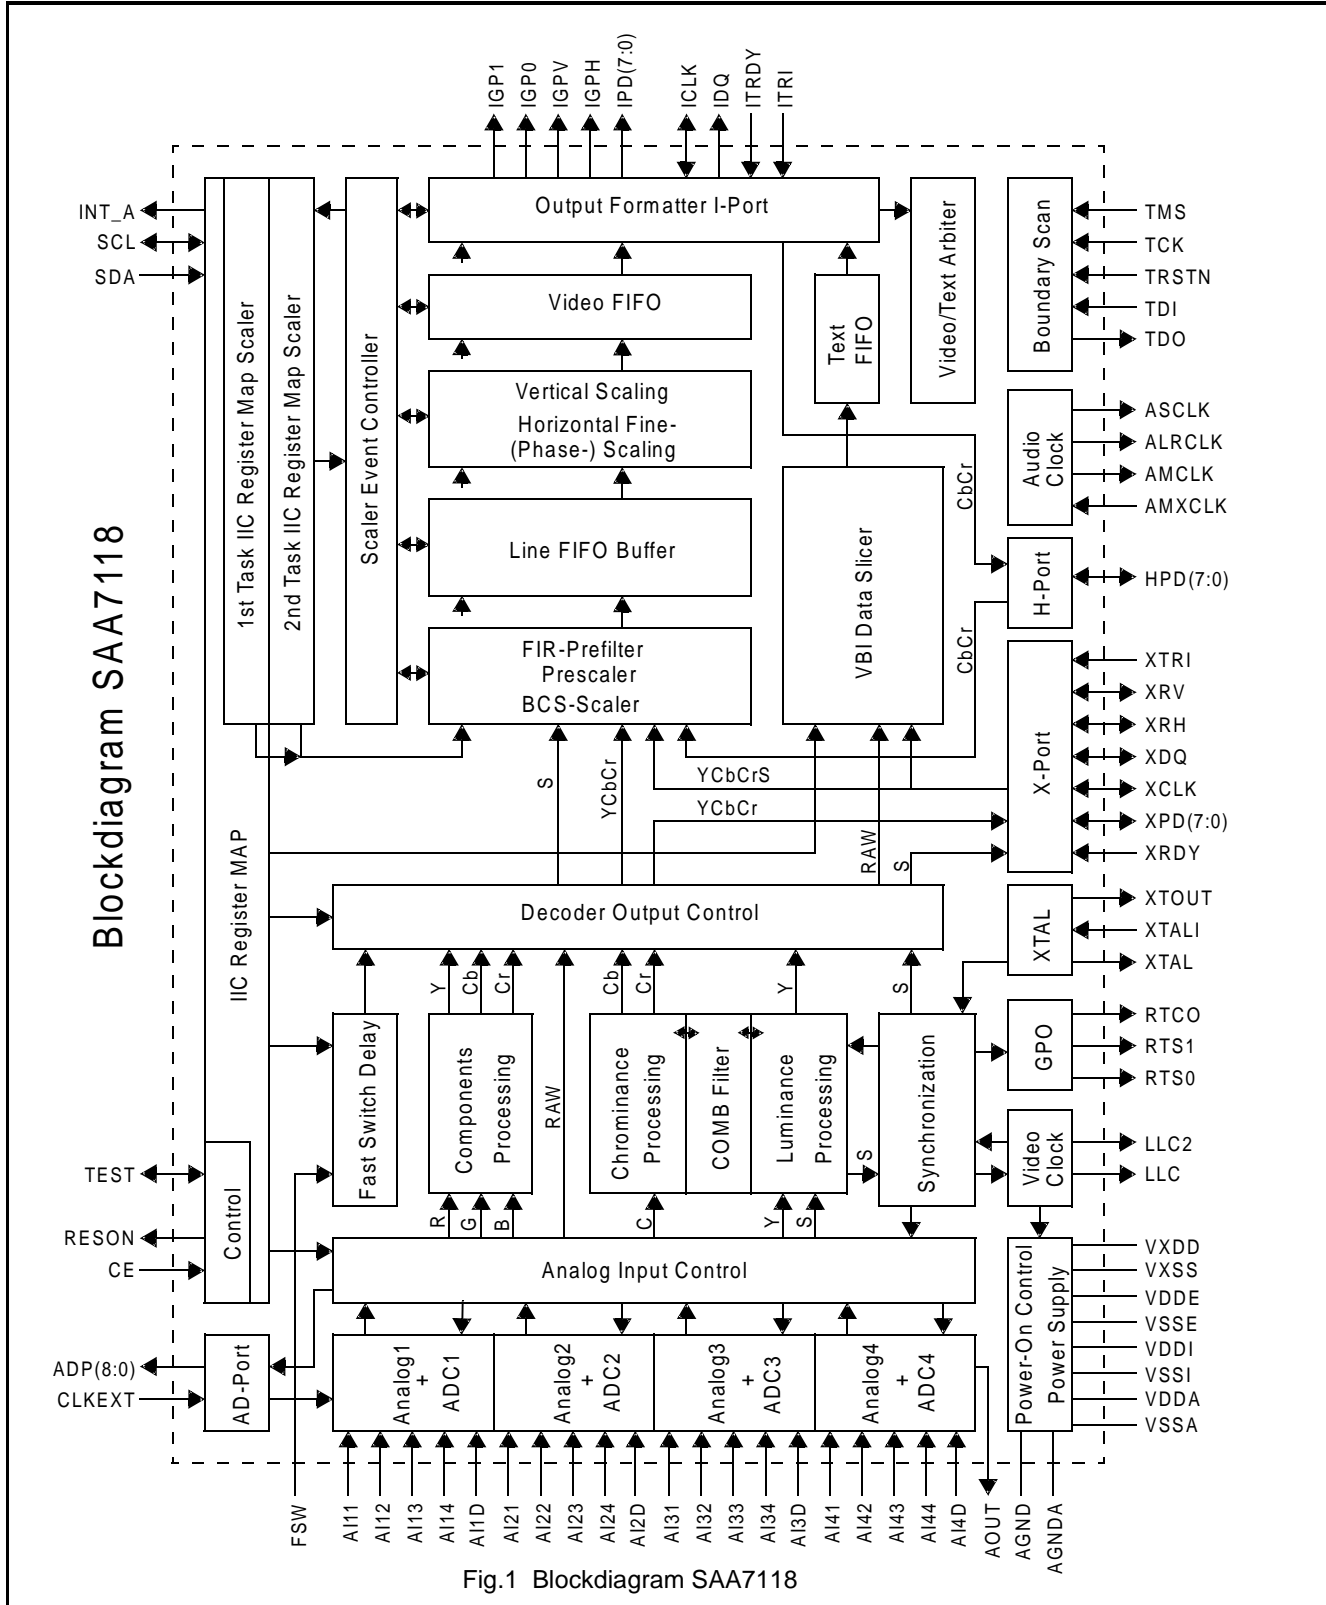 IGP1
IGP0
IGPV
IGPH
IPD(7:0)
ICLK
IDQ
ITRDY
ITRI
INT_A
SCL
SDA
1st Task IIC Register Map Scaler
2nd Task IIC Register Map Scaler
Scaler Event Controller
Output Formatter I-Port
Video FIFO
Vertical Scaling
Horizontal Fine-
(Phase-) Scaling
Line FIFO Buffer
FIR-Prefilter
Prescaler
BCS-Scaler
Text
FIFO
Video/Text Arbiter
VBI Data Slicer
Boundary Scan
TMS
TCK
TRSTN
TDI
TDO
Audio
Clock
ASCLK
ALRCLK
AMCLK
AMXCLK
CbCr
H-Port
HPD(7:0)
CbCr
X-Port
XTRI
XRV
XRH
XDQ
XCLK
XPD(7:0)
XRDY
Blockdiagram SAA7118
IIC Register MAP
S
YCbCr
YCbCrS
YCbCr
RAW
S
Decoder Output Control
XTAL
XTOUT
XTALI
XTAL
Y
Cb
Cr
RAW
Cb
Cr
Y
S
Fast Switch Delay
Components
Processing
Chrominance
Processing
COMB Filter
Luminance
Processing
S
Synchronization
GPO
RTCO
RTS1
RTS0
Video
Clock
LLC2
LLC
TEST
RESON
CE
Control
R
G
B
C
Y
S
Analog Input Control
Power-On Control
Power Supply
VXDD
VXSS
VDDE
VSSE
VDDI
VSSI
VDDA
VSSA
ADP(8:0)
CLKEXT
AD-Port
Analog1
+
ADC1
Analog2
+
ADC2
Analog3
+
ADC3
Analog4
+
ADC4
FSW
AI11
AI12
AI13
AI14
AI1D
AI21
AI22
AI23
AI24
AI2D
AI31
AI32
AI33
AI34
AI3D
AI41
AI42
AI43
AI44
AI4D
AOUT
AGND
AGNDA
Fig.1 Blockdiagram SAA7118